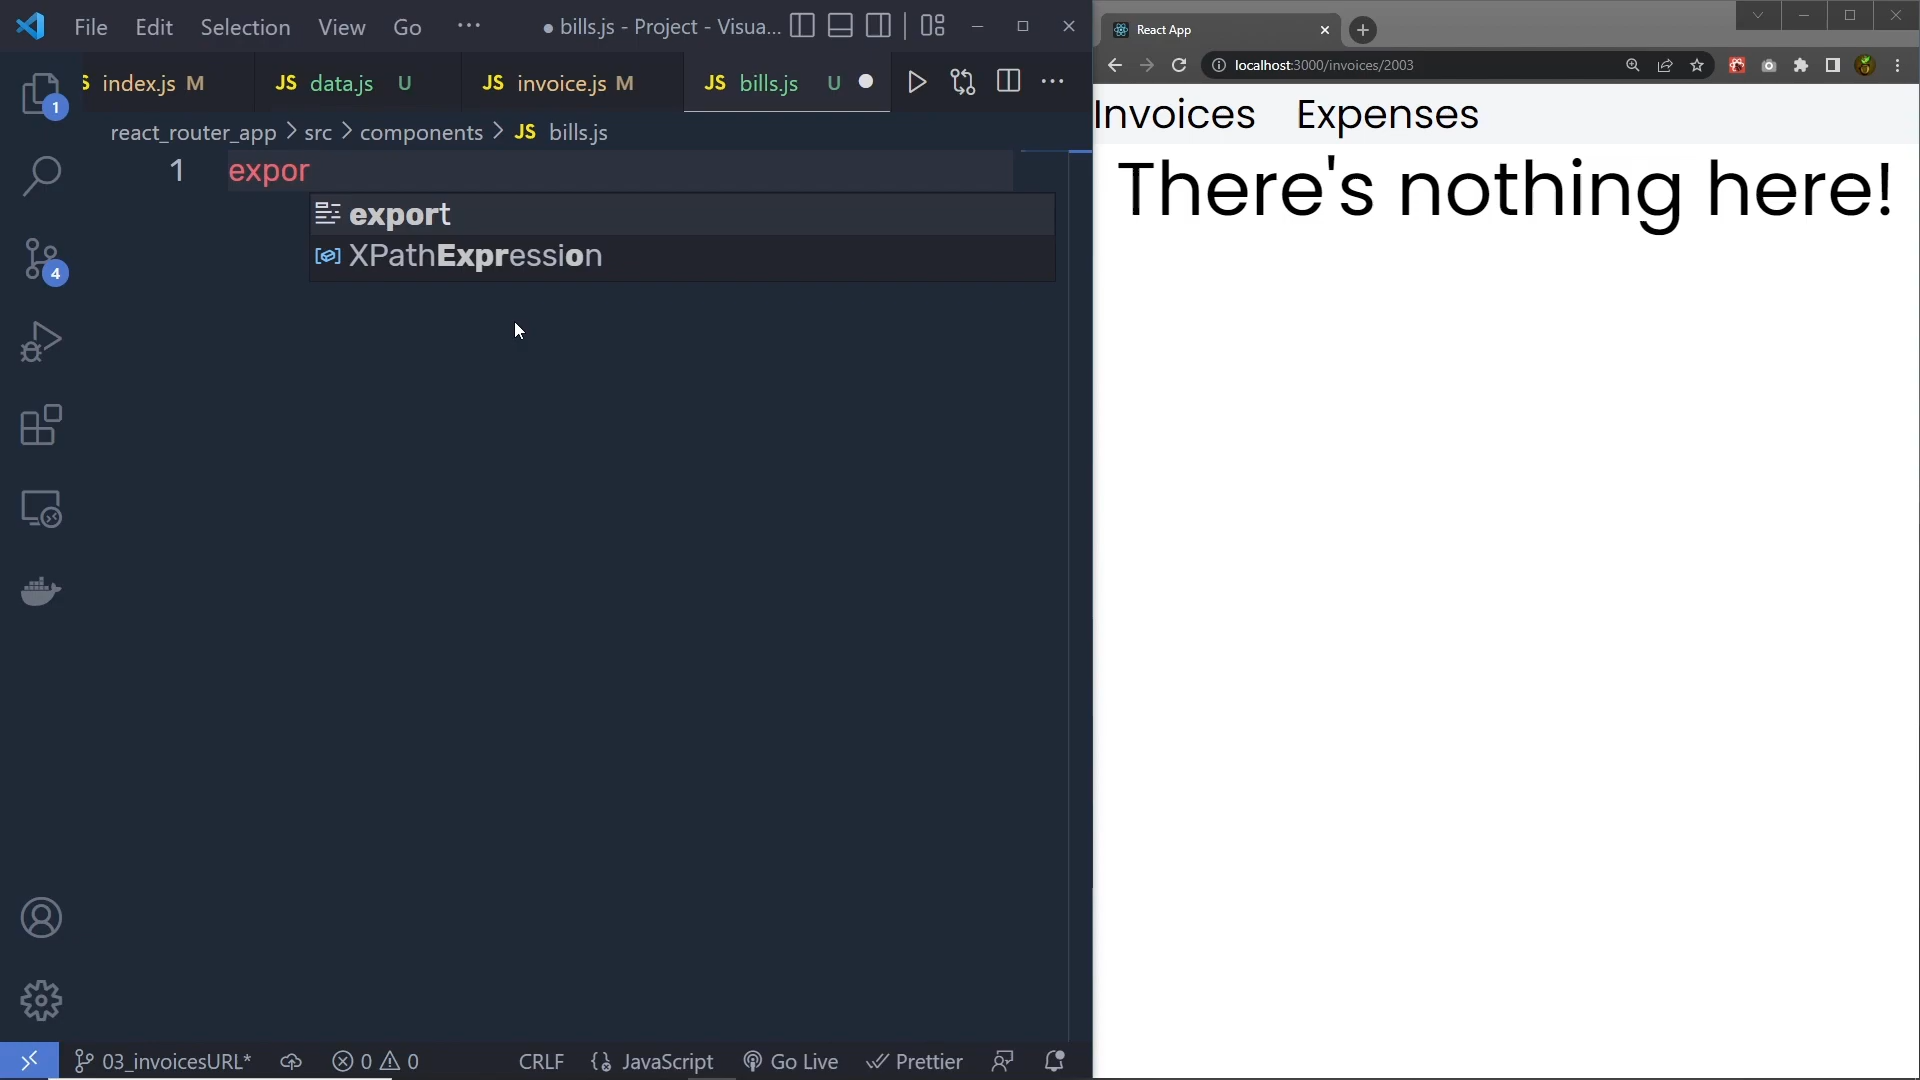 File Edit Selection View Go ··· ● bills.js - Project - Visua...
index.js M JS data.js U JS invoice.js M JS bills.js U
react_router_app > src > components > JS bills.js
1 expor
export
XPathExpression
1
4
03_invoicesURL* 0 0 CRLF JavaScript Go Live Prettier
React App
localhost:3000/invoices/2003
Invoices Expenses
There's nothing here!